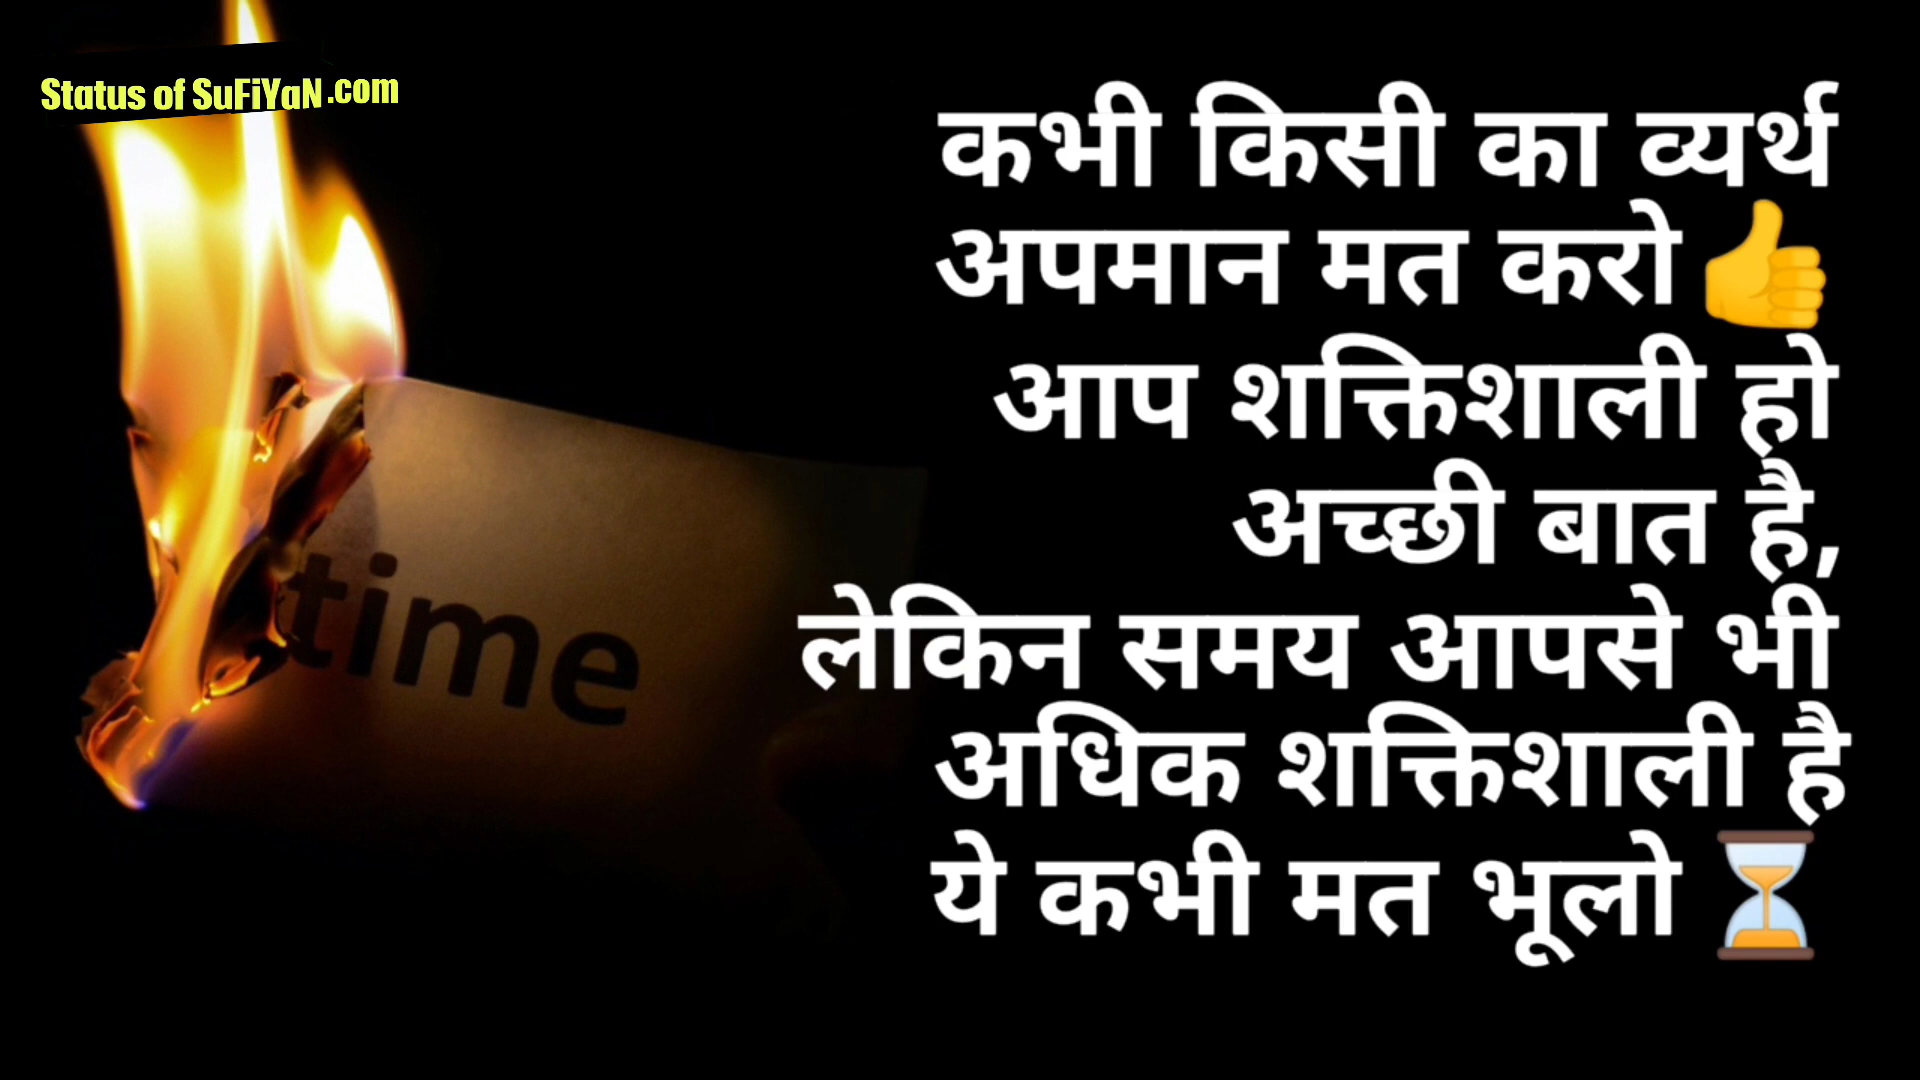 Status of SuFiYaN.com
कभी किसी का व्यर्थ
अपमान मत करो👍
आप शक्तिशाली हो
अच्छी बात है,
लेकिन समय आपसे भी
अधिक शक्तिशाली है
ये कभी मत भूलो ⏳
time